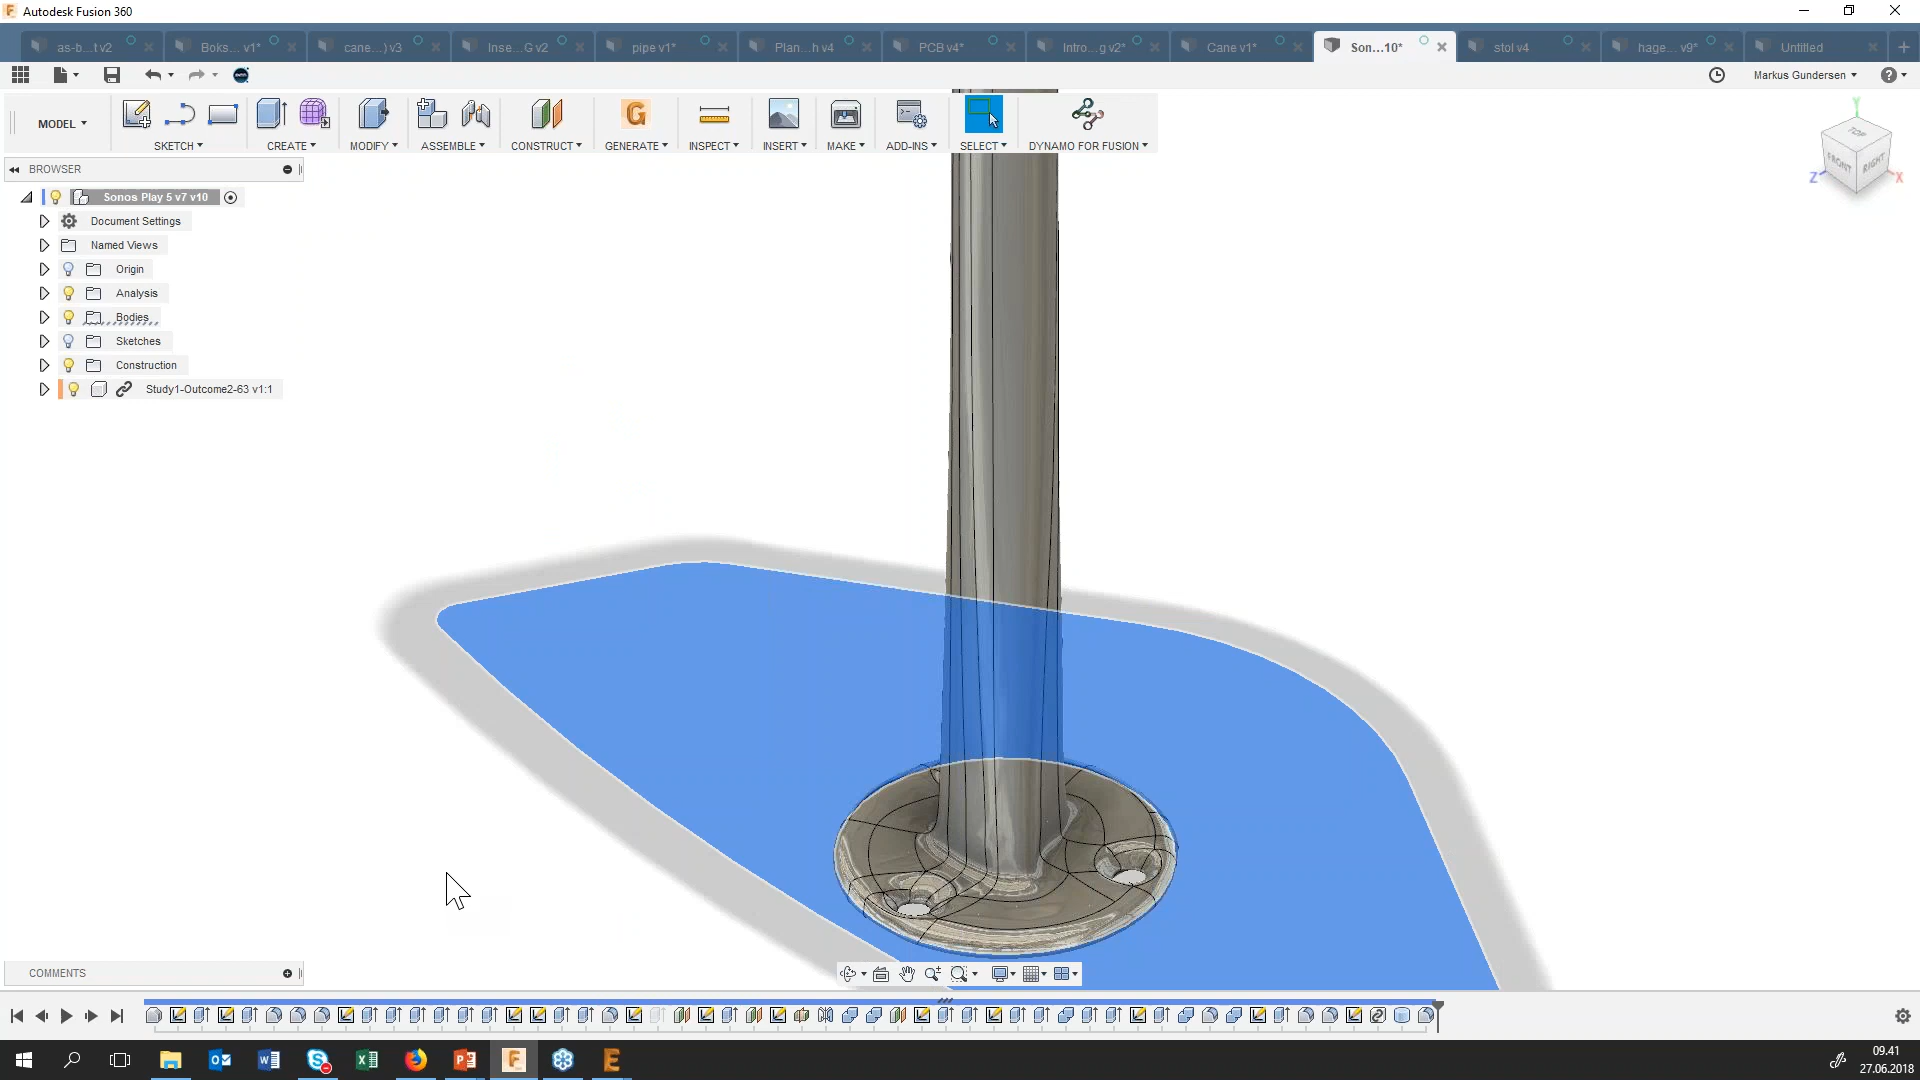 Autodesk Fusion 360
as-b...t v2
Boks... v1*
cane...) v3
Inse...G v2
pipe v1*
Plan...h v4
PCB v4*
Intro...g v2*
Cane v1*
Son...10*
stol v4
hage... v9*
Untitled
Markus Gundersen
MODEL
SKETCH
CREATE
MODIFY
ASSEMBLE
CONSTRUCT
GENERATE
INSPECT
INSERT
MAKE
ADD-INS
SELECT
DYNAMO FOR FUSION
BROWSER
Sonos Play 5 v7 v10
Document Settings
Named Views
Origin
Analysis
Bodies
Sketches
Construction
Study1-Outcome2-63 v1:1
Y
TOP
FRONT
RIGHT
Z
X
COMMENTS
09.41
27.06.2018